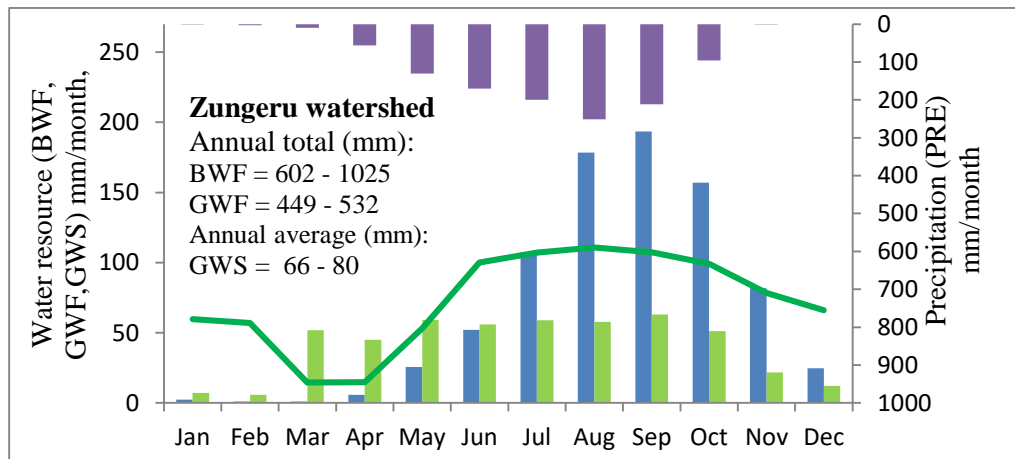 Water resource (BWF,
GWF,GWS) mm/month,
250
200
150
100
50
0
Zungeru watershed
Annual total (mm):
BWF = 602 - 1025
GWF = 449 - 532
Annual average (mm):
GWS = 66 - 80
0
100
200
300
400
500
600
700
800
900
1000
Precipitation (PRE)
mm/month
Jan Feb Mar Apr May Jun Jul Aug Sep Oct Nov Dec